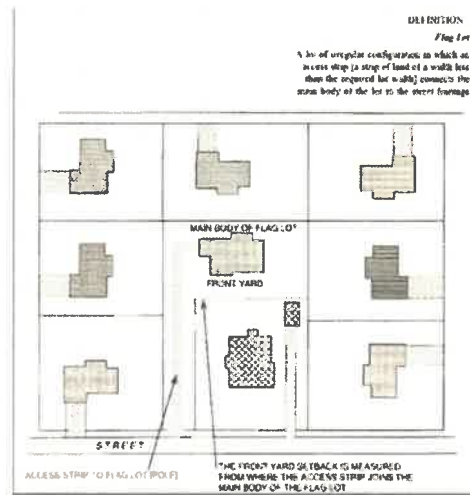 DEFINITION
Flag Lot
A lot of irregular configuration in which an
access strip (a strip of land of a width less
than the required lot width) connects the
main body of the lot to the street frontage
MAIN BODY OF FLAG LOT
FRONT YARD
STREET
ACCESS STRIP TO FLAG LOT (POLE)
THE FRONT YARD SETBACK IS MEASURED
FROM WHERE THE ACCESS STRIP JOINS THE
MAIN BODY OF THE FLAG LOT